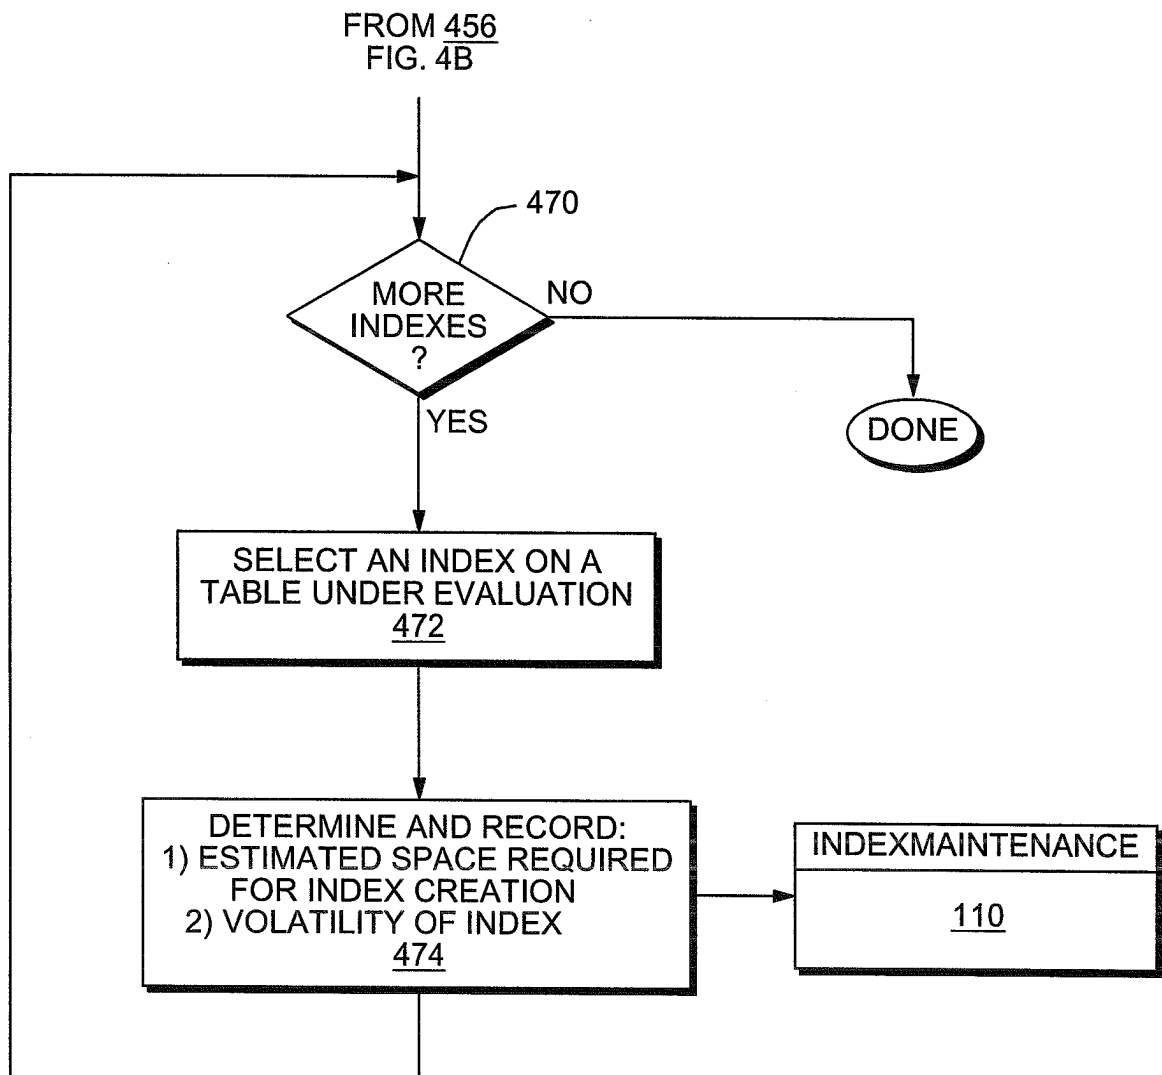 FROM 456
FIG. 4B
470
MORE
INDEXES
?
NO
YES
DONE
SELECT AN INDEX ON A
TABLE UNDER EVALUATION
472
DETERMINE AND RECORD:
1) ESTIMATED SPACE REQUIRED
FOR INDEX CREATION
2) VOLATILITY OF INDEX
474
INDEXMAINTENANCE
110